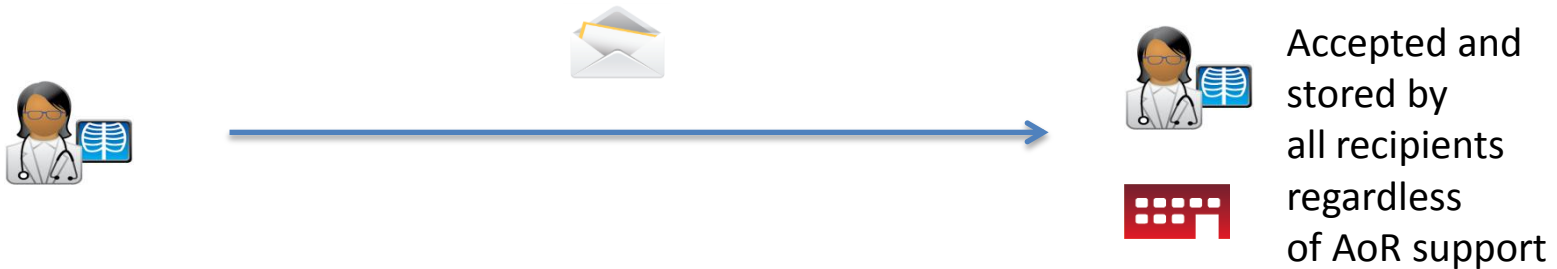 Accepted and
stored by
all recipients
regardless
of AoR support